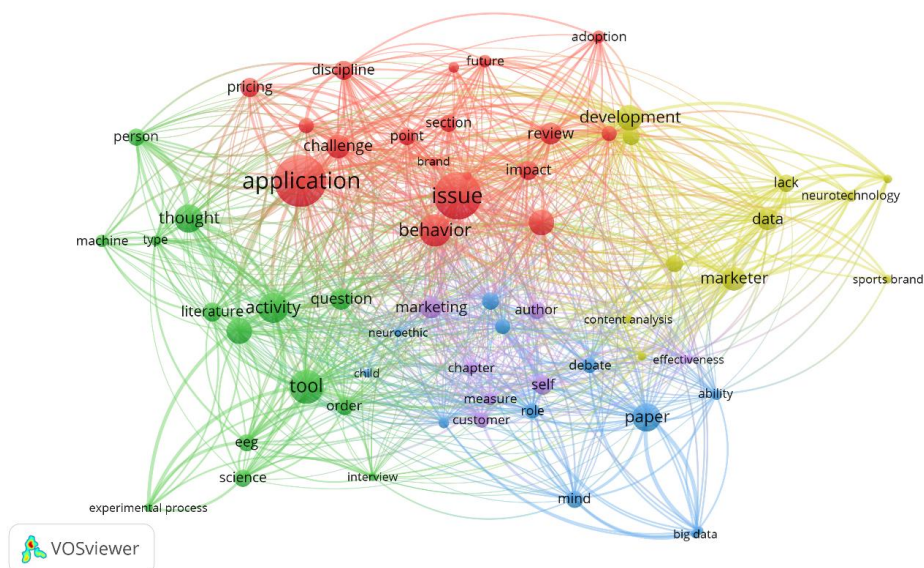 adoption
future
discipline
pricing
development
section
person
point
review
challenge
brand
impact
application
lack
issue
neurotechnology
thought
data
behavior
machine
type
marketer
sports brand
question
activity
marketing
author
literature
content analysis
neuroethic
effectiveness
debate
chapter
child
tool
self
ability
measure
order
role
paper
customer
eeg
science
interview
mind
experimental process
big data
VOSviewer